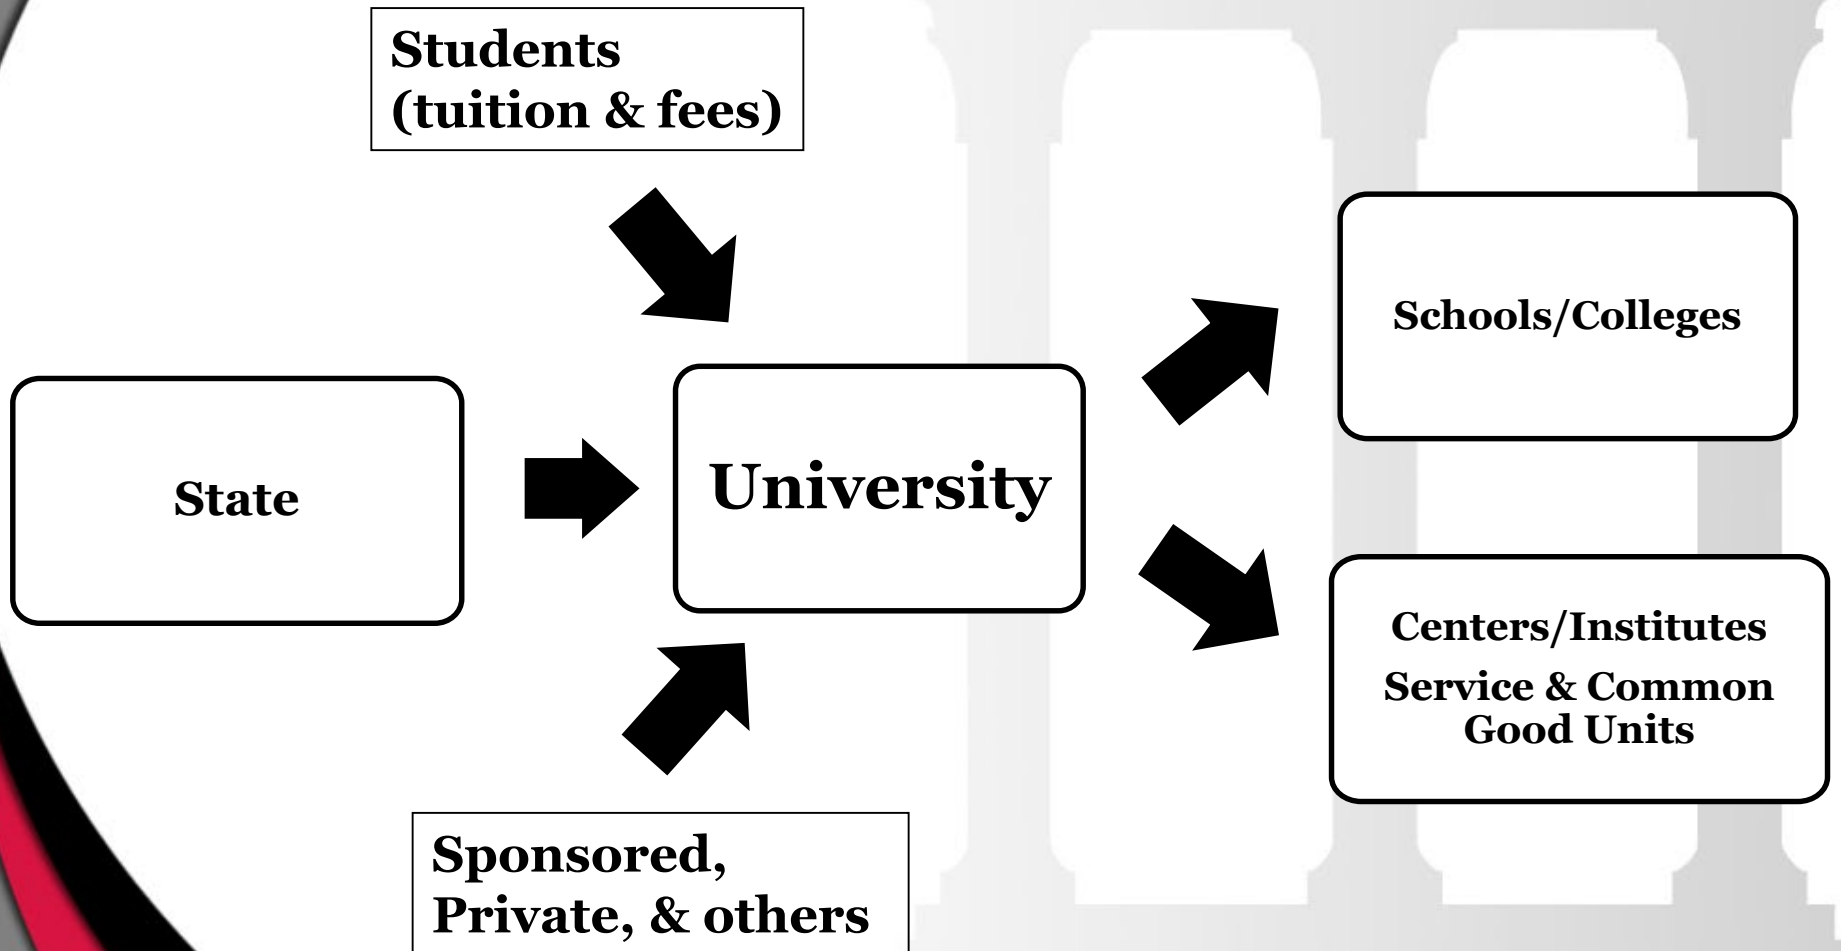 Students
(tuition & fees)
State
University
Schools/Colleges
Centers/Institutes
Service & Common
Good Units
Sponsored,
Private, & others